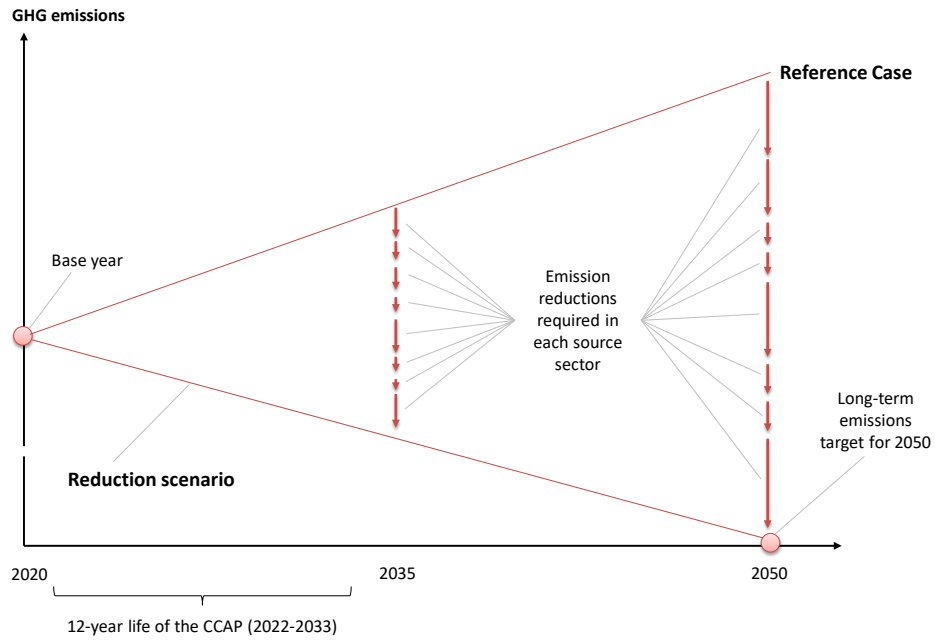 GHG emissions
Reference Case
Base year
Emission
reductions
required in
each source
sector
Long-term
emissions
target for 2050
Reduction scenario
2020
2035
2050
12-year life of the CCAP (2022-2033)